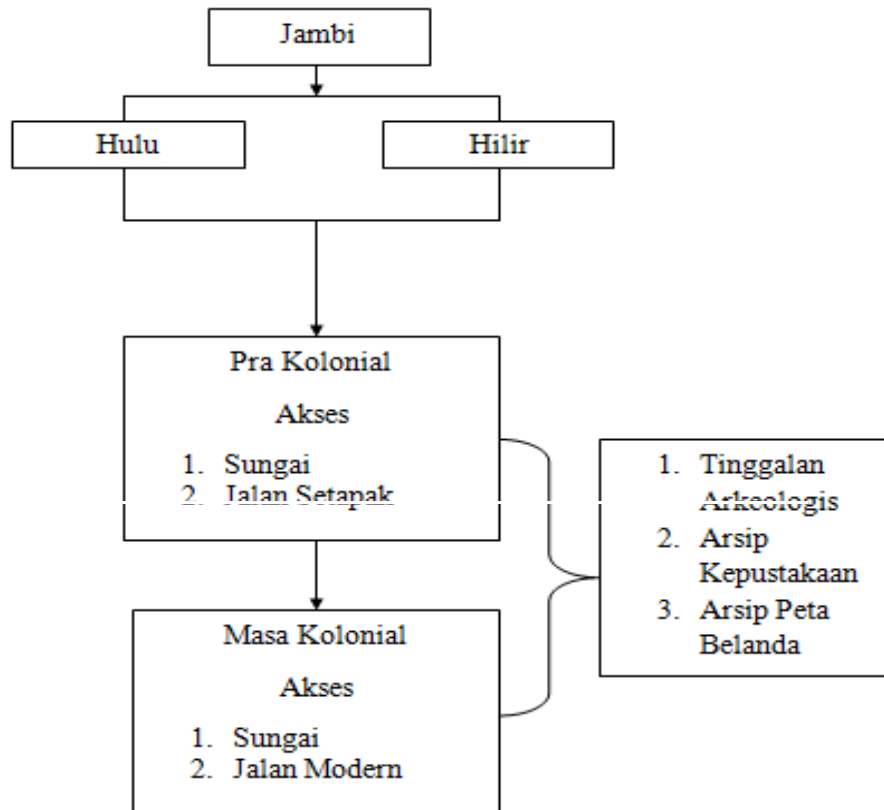 Jambi
Hulu
Hilir
Pra Kolonial
Akses
1. Sungai
2. Jalan Setapak
1. Tinggalan
Arkeologis
2. Arsip
Kepustakaan
3. Arsip Peta
Belanda
Masa Kolonial
Akses
1. Sungai
2. Jalan Modern